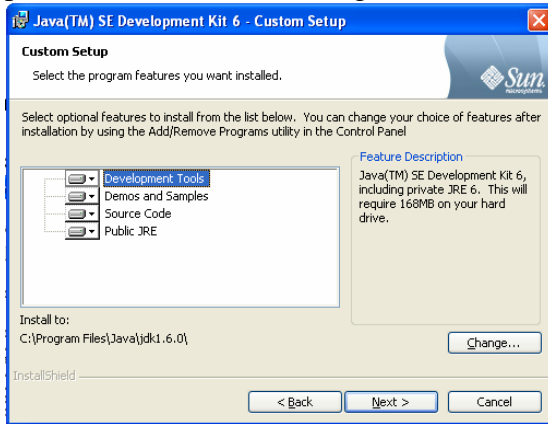 Java(TM) SE Development Kit 6 - Custom Setup
Custom Setup
Select the program features you want installed.
Sun
microsystems
Select optional features to install from the list below. You can change your choice of features after
installation by using the Add/Remove Programs utility in the Control Panel
Development Tools
Demos and Samples
Source Code
Public JRE
Feature Description
Java(TM) SE Development Kit 6,
including private JRE 6. This will
require 168MB on your hard
drive.
Install to:
C:\Program Files\Java\jdk1.6.0\
Change...
InstallShield
< Back
Next >
Cancel